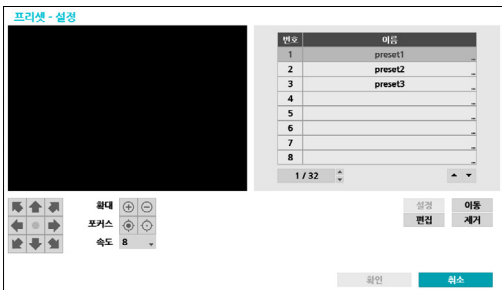 프리셋 - 설정
번호 이름
1 preset1 ...
2 preset2 ...
3 preset3 ...
4 ...
5 ...
6 ...
7 ...
8 ...
1 / 32
확대
포커스
속도 8
설정 이동
편집 제거
확인 취소